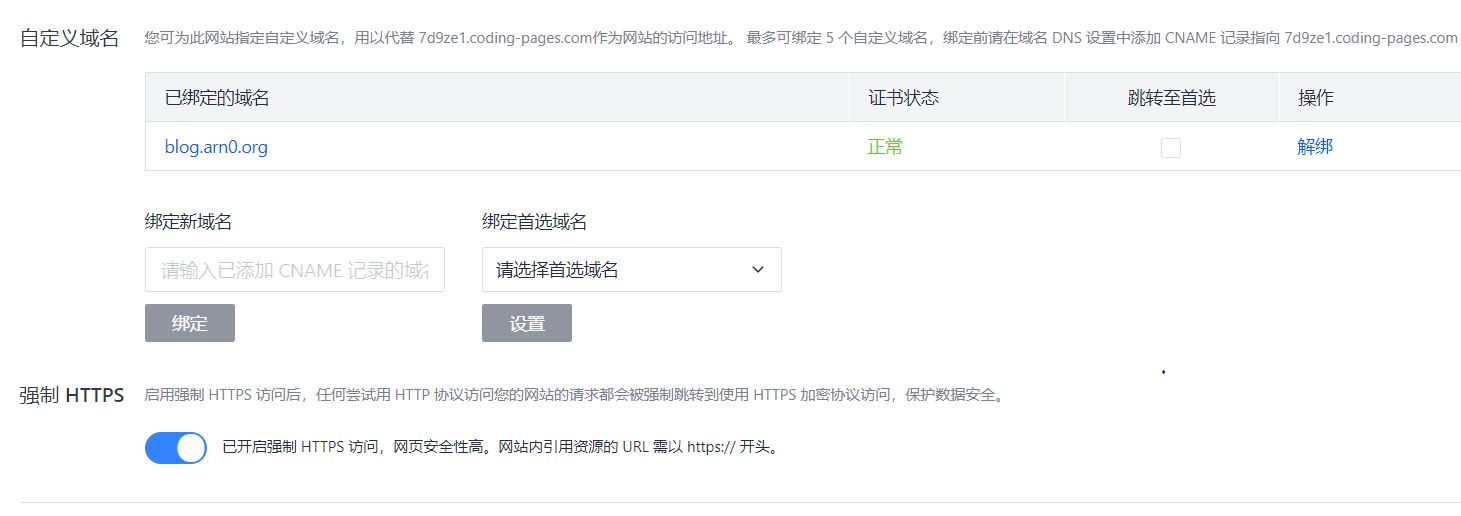 自定义域名 您可为此网站指定自定义域名，用以代替 7d9ze1.coding-pages.com作为网站的访问地址。 最多可绑定 5 个自定义域名，绑定前请在域名 DNS 设置中添加 CNAME 记录指向 7d9ze1.coding-pages.com
已绑定的域名 证书状态 跳转至首选 操作
blog.arn0.org 正常 解绑
绑定新域名 绑定首选域名
请输入已添加 CNAME 记录的域名 请选择首选域名
绑定 设置
强制 HTTPS 启用强制 HTTPS 访问后，任何尝试用 HTTP 协议访问您的网站的请求都会被强制跳转到使用 HTTPS 加密协议访问，保护数据安全。
已开启强制 HTTPS 访问，网页安全性高。网站内引用资源的 URL 需以 https:// 开头。